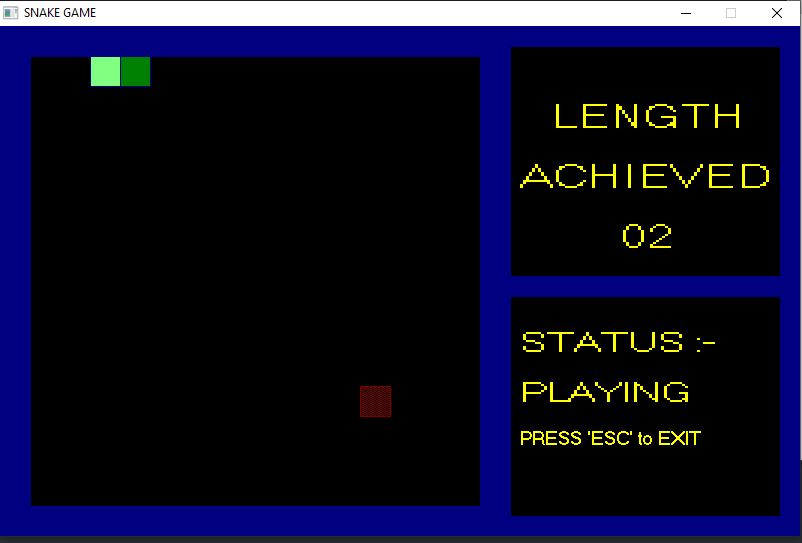 SNAKE GAME
LENGTH
ACHIEVED
02
STATUS :-
PLAYING
PRESS 'ESC' to EXIT